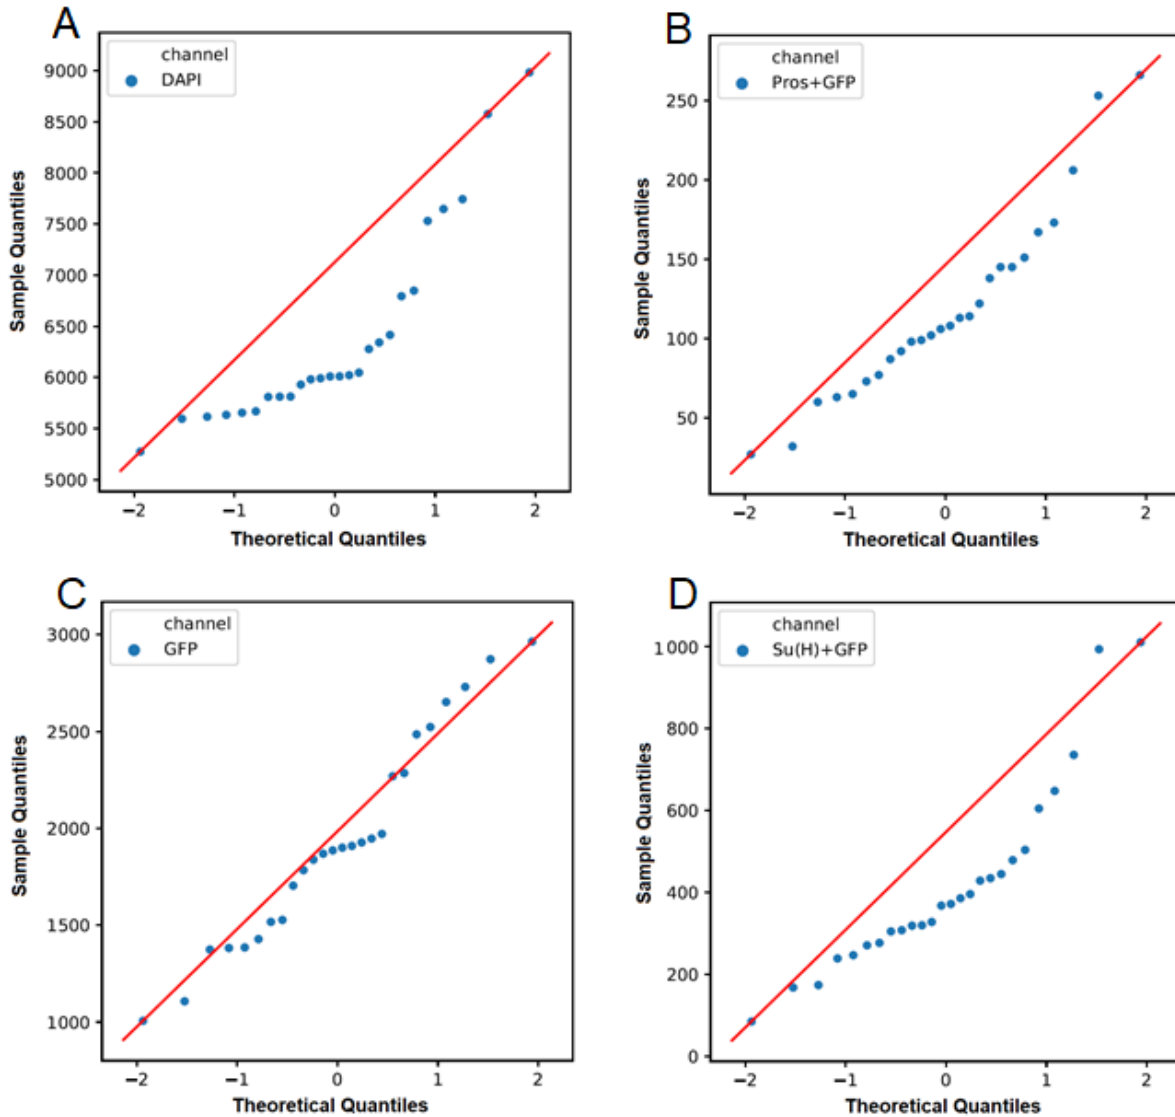 A
channel
DAPI
9000
8500
8000
7500
7000
6500
6000
5500
5000
Sample Quantiles
−2
−1
0
1
2
Theoretical Quantiles
B
channel
Pros+GFP
250
200
150
100
50
Sample Quantiles
−2
−1
0
1
2
Theoretical Quantiles
C
channel
GFP
3000
2500
2000
1500
1000
Sample Quantiles
−2
−1
0
1
2
Theoretical Quantiles
D
channel
Su(H)+GFP
1000
800
600
400
200
0
Sample Quantiles
−2
−1
0
1
2
Theoretical Quantiles